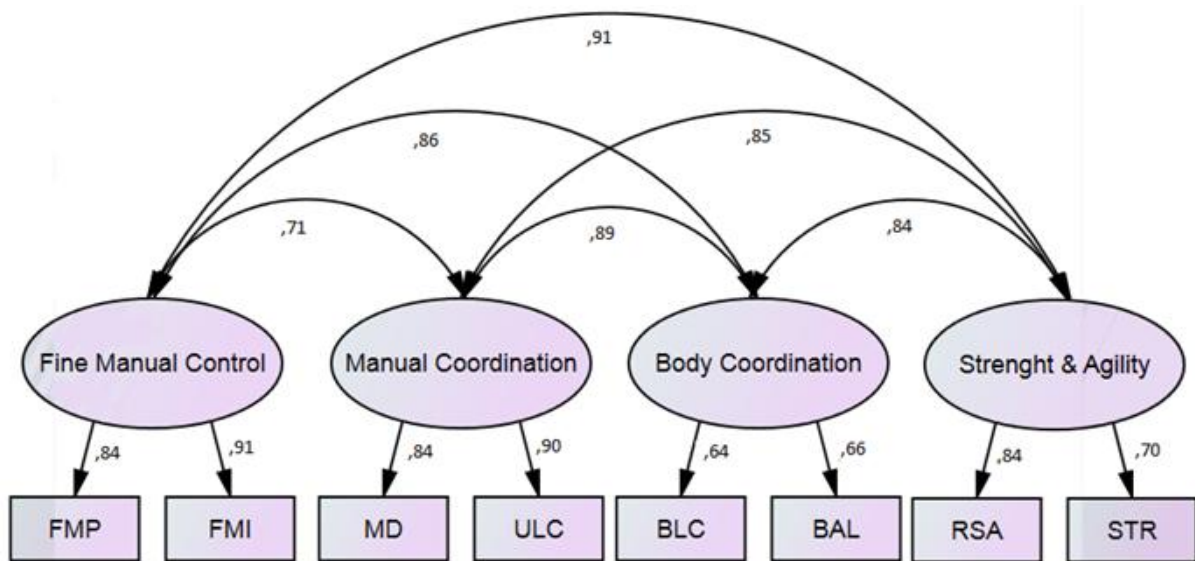 ,91
,86
,85
,71
,89
,84
Fine Manual Control
Manual Coordination
Body Coordination
Strenght & Agility
,84
,91
,84
,90
,64
,66
,84
,70
FMP
FMI
MD
ULC
BLC
BAL
RSA
STR